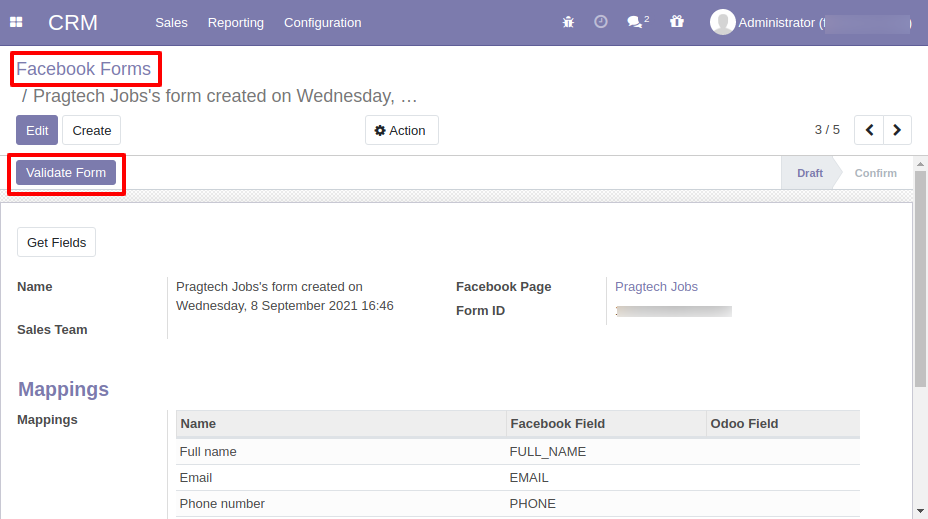 CRM Sales Reporting Configuration 2 Administrator (
Facebook Forms
/ Pragtech Jobs's form created on Wednesday, …
Edit Create Action 3 / 5
Validate Form Draft Confirm
Get Fields
Name Pragtech Jobs's form created on Facebook Page Pragtech Jobs
Wednesday, 8 September 2021 16:46 Form ID
Sales Team
Mappings
Mappings Name Facebook Field Odoo Field
Full name FULL_NAME
Email EMAIL
Phone number PHONE